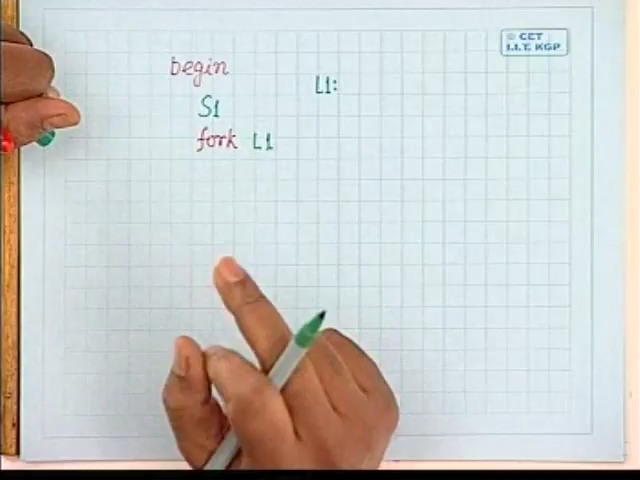 © CET
I.I.T. KGP
begin
L1:
S1
fork L1